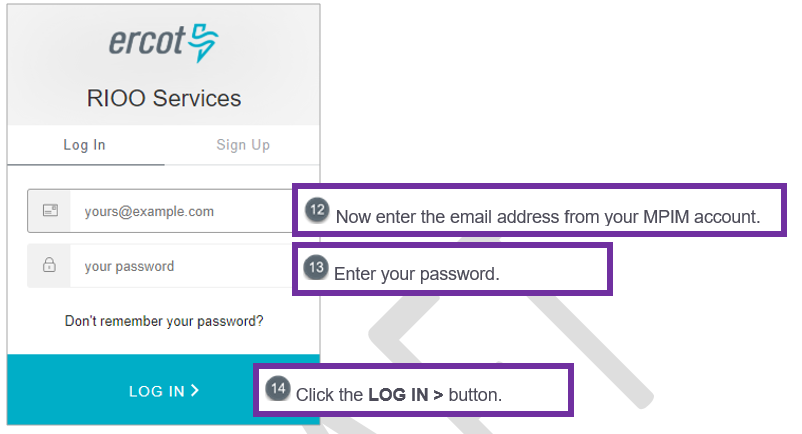 ercot
RIOO Services
Log In Sign Up
yours@example.com
12 Now enter the email address from your MPIM account.
your password
13 Enter your password.
Don't remember your password?
LOG IN >
14 Click the LOG IN > button.